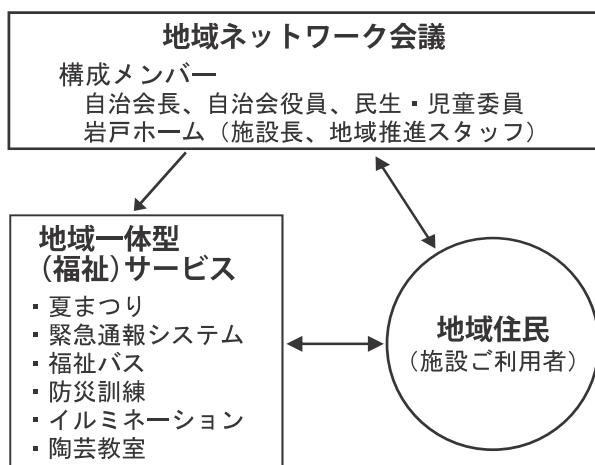 地域ネットワーク会議
構成メンバー
自治会長、自治会役員、民生・児童委員
岩戸ホーム（施設長、地域推進スタッフ）
地域一体型
（福祉）サービス
・夏まつり
・緊急通報システム
・福祉バス
・防災訓練
・イルミネーション
・陶芸教室
地域住民
（施設ご利用者）